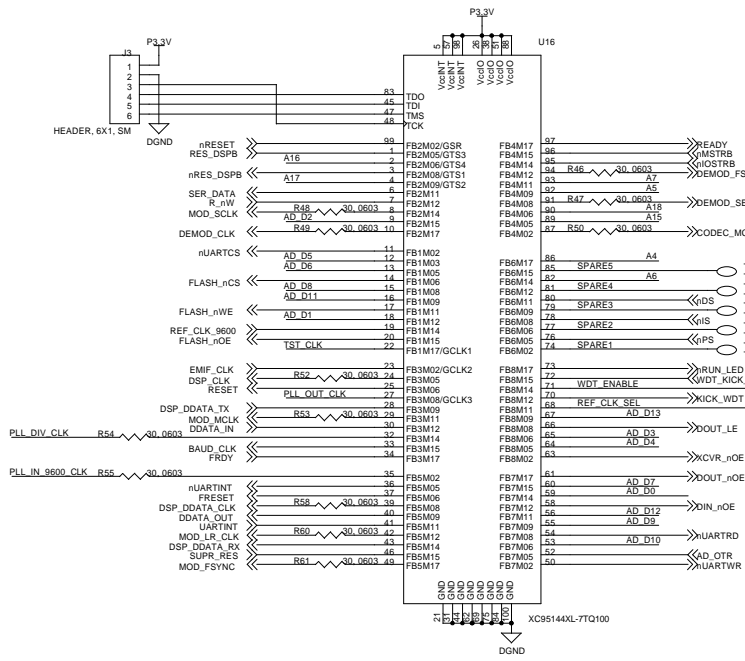 P3.3V
U16
J3
P3.3V
1
2
3
4
5
6
HEADER, 6X1, SM
DGND
5 57 98 26 38 51 88
VccINT VccINT VccINT VccIO VccIO VccIO VccIO
83 TDO
45 TDI
47 TMS
48 TCK
nRESET 99 FB2M02/GSR
RES_DSPB 1 FB2M05/GTS3
A16 2 FB2M06/GTS4
nRES_DSPB 3 FB2M08/GTS1
A17 4 FB2M09/GTS2
SER_DATA 6 FB2M11
R_nW 7 FB2M12
MOD_SCLK R48 30, 0603 8 FB2M14
AD_D2 9 FB2M15
DEMOD_CLK R49 30, 0603 10 FB2M17
nUARTCS 11 FB1M02
AD_D5 12 FB1M03
AD_D6 13 FB1M05
FLASH_nCS 14 FB1M06
AD_D8 15 FB1M08
AD_D11 16 FB1M09
FLASH_nWE 17 FB1M11
AD_D1 18 FB1M12
REF_CLK_9600 19 FB1M14
FLASH_nOE 20 FB1M15
TST_CLK 22 FB1M17/GCLK1
EMIF_CLK 23 FB3M02/GCLK2
DSP_CLK R52 30, 0603 24 FB3M05
RESET 25 FB3M06
PLL_OUT_CLK 27 FB3M08/GCLK3
DSP_DDATA_TX 28 FB3M09
MOD_MCLK R53 30, 0603 29 FB3M11
DDATA_IN 30 FB3M12
PLL_DIV_CLK R54 30, 0603 32 FB3M14
BAUD_CLK 33 FB3M15
FRDY 34 FB3M17
PLL_IN_9600_CLK R55 30, 0603 35 FB5M02
nUARTINT 36 FB5M05
FRESET 37 FB5M06
DSP_DDATA_CLK R58 30, 0603 39 FB5M08
DDATA_OUT 40 FB5M09
UARTINT 41 FB5M11
MOD_LR_CLK R60 30, 0603 42 FB5M12
DSP_DDATA_RX 43 FB5M14
SUPR_RES 46 FB5M15
MOD_FSYNC R61 30, 0603 49 FB5M17
FB4M17 97 READY
FB4M15 96 nMSTRB
FB4M14 95 nIOSTRB
FB4M12 94 R46 30, 0603 DEMOD_FS
FB4M11 93 A7
FB4M09 92 A5
FB4M08 91 R47 30, 0603 DEMOD_SE
FB4M06 90 A18
FB4M05 89 A15
FB4M02 87 R50 30, 0603 CODEC_MC
FB6M17 86 A4
FB6M15 85 SPARE5
FB6M14 82 A6
FB6M12 81 SPARE4
FB6M11 80 nDS
FB6M09 79 SPARE3
FB6M08 78 nIS
FB6M06 77 SPARE2
FB6M05 76 nPS
FB6M02 74 SPARE1
FB8M17 73 nRUN_LED
FB8M15 72 WDT_KICK_
FB8M14 71 WDT_ENABLE
FB8M12 70 KICK_WDT
FB8M11 68 REF_CLK_SEL
FB8M09 67 AD_D13
FB8M08 66 DOUT_LE
FB8M06 65 AD_D3
FB8M05 64 AD_D4
FB8M02 63 XCVR_nOE
FB7M17 61 DOUT_nOE
FB7M15 60 AD_D7
FB7M14 59 AD_D0
FB7M12 58 DIN_nOE
FB7M11 56 AD_D12
FB7M09 55 AD_D9
FB7M08 54 nUARTRD
FB7M06 53 AD_D10
FB7M05 52 AD_OTR
FB7M02 50 nUARTWR
GND GND GND GND GND GND GND GND
21 31 44 62 69 75 84 100
XC95144XL-7TQ100
DGND